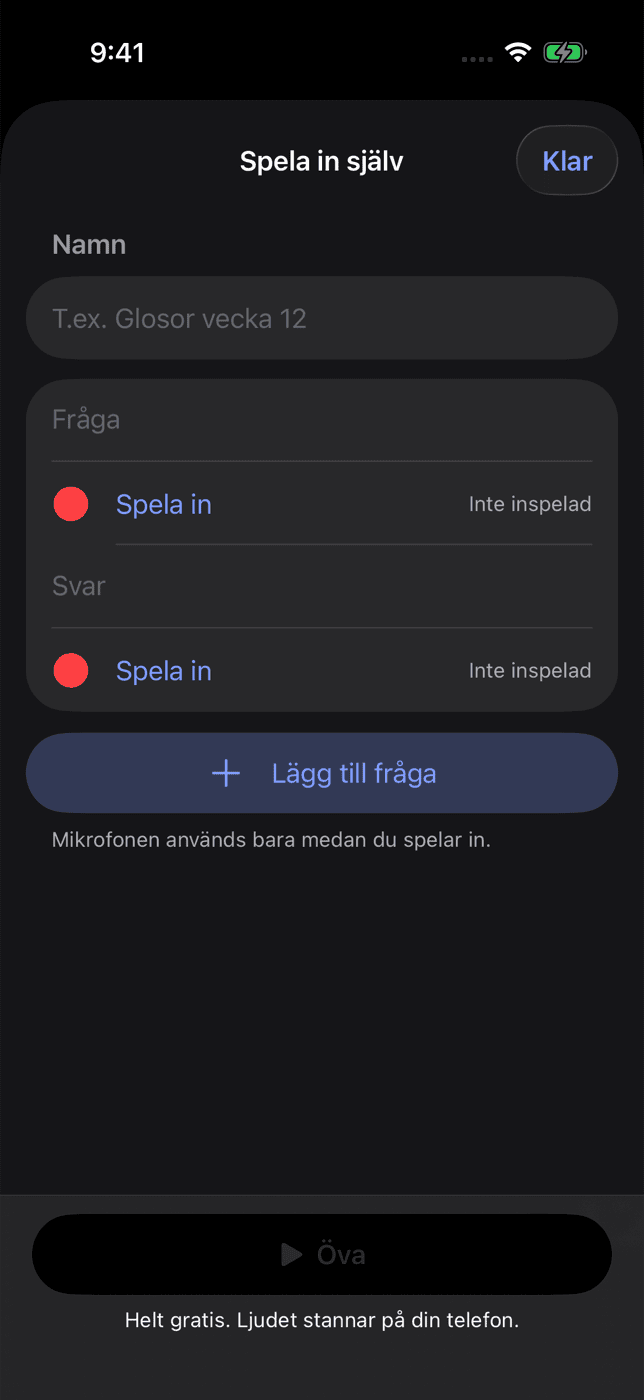 9:41
Spela in själv
Klar
Namn
T.ex. Glosor vecka 12
Fråga
Spela in
Inte inspelad
Svar
Spela in
Inte inspelad
Lägg till fråga
Mikrofonen används bara medan du spelar in.
Öva
Helt gratis. Ljudet stannar på din telefon.